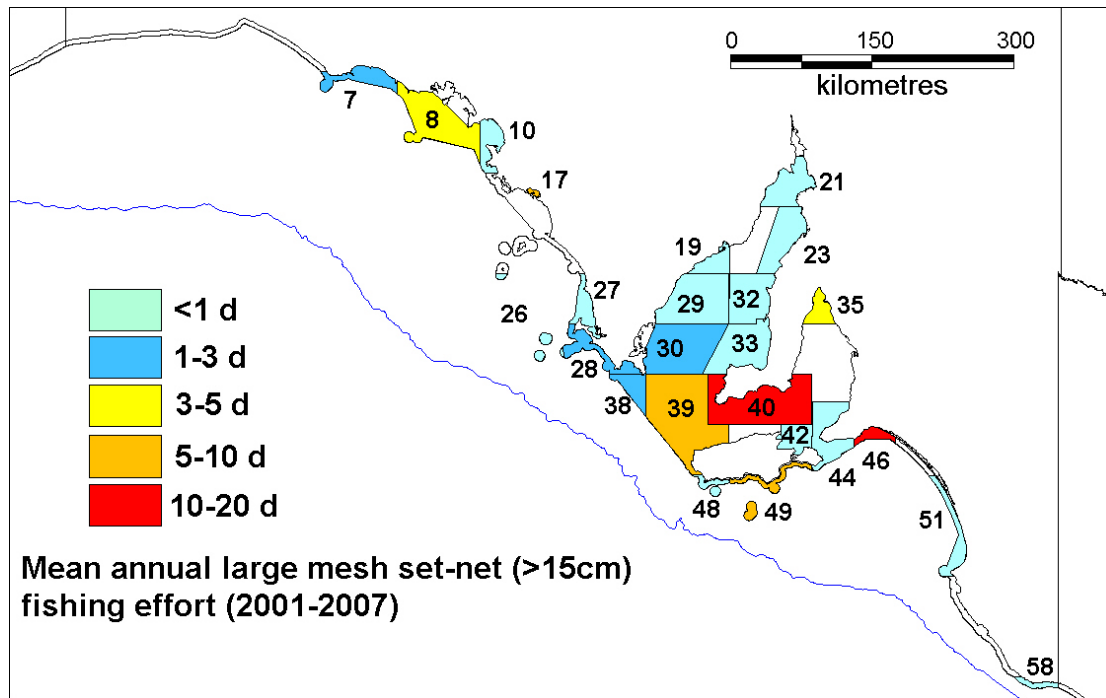 0 150 300
kilometres
7
8
10
17
21
19
23
27
29
32
26
35
30
33
28
38
39
40
42
46
44
48
49
51
58
<1 d
1-3 d
3-5 d
5-10 d
10-20 d
Mean annual large mesh set-net (>15cm)
fishing effort (2001-2007)